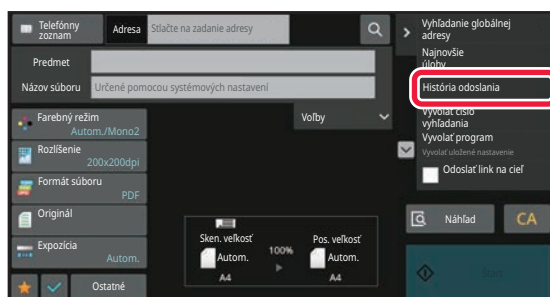 Telefónny
zoznam
Adresa
Stlačte na zadanie adresy
Predmet
Názov súboru
Určené pomocou systémových nastavení
Farebný režim
Autom./Mono2
Rozlíšenie
200x200dpi
Formát súboru
PDF
Originál
Expozícia
Autom.
Ostatné
Voľby
Sken. veľkosť
Autom.
A4
100%
Pos. veľkosť
Autom.
A4
Vyhľadanie globálnej
adresy
Najnovšie
úlohy
História odoslania
Vyvolať číslo
vyhľadania
Vyvolať program
Vyvolať uložené nastavenie
Odoslať link na cieľ
Náhľad
CA
Štart